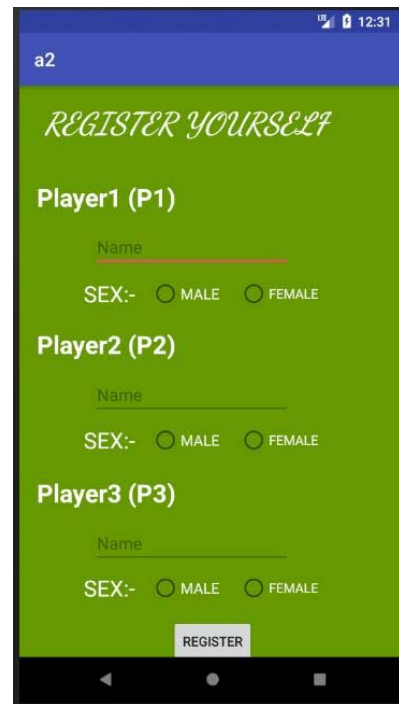 LTE 12:31
a2
REGISTER YOURSELF
Player1 (P1)
Name
SEX:- MALE FEMALE
Player2 (P2)
Name
SEX:- MALE FEMALE
Player3 (P3)
Name
SEX:- MALE FEMALE
REGISTER